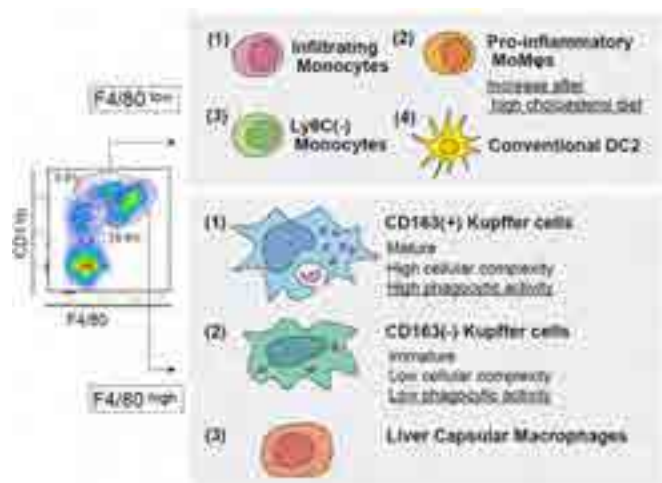 F4/80 low
(1)
Infiltrating
Monocytes
(2)
Pro-inflammatory
MoMφs
Increase after
high cholesterol diet
(3)
Ly6C(-)
Monocytes
(4)
Conventional DC2
CD11b
F4/80
F4/80 high
(1)
CD163(+) Kupffer cells
Mature
High cellular complexity
High phagocytic activity
(2)
CD163(-) Kupffer cells
Immature
Low cellular complexity
Low phagocytic activity
(3)
Liver Capsular Macrophages